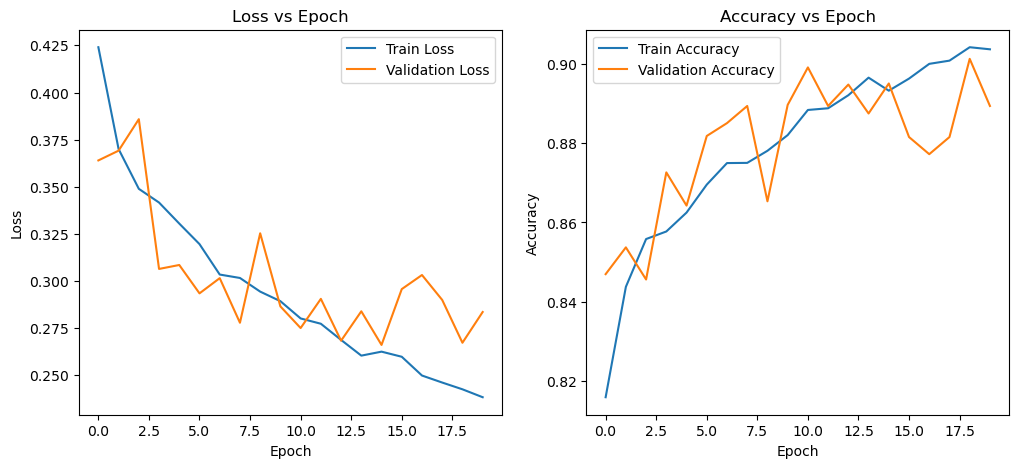 Loss vs Epoch
Train Loss
Validation Loss
0.425
0.400
0.375
0.350
0.325
0.300
0.275
0.250
Loss
0.0 2.5 5.0 7.5 10.0 12.5 15.0 17.5
Epoch
Accuracy vs Epoch
Train Accuracy
Validation Accuracy
0.90
0.88
0.86
0.84
0.82
Accuracy
0.0 2.5 5.0 7.5 10.0 12.5 15.0 17.5
Epoch